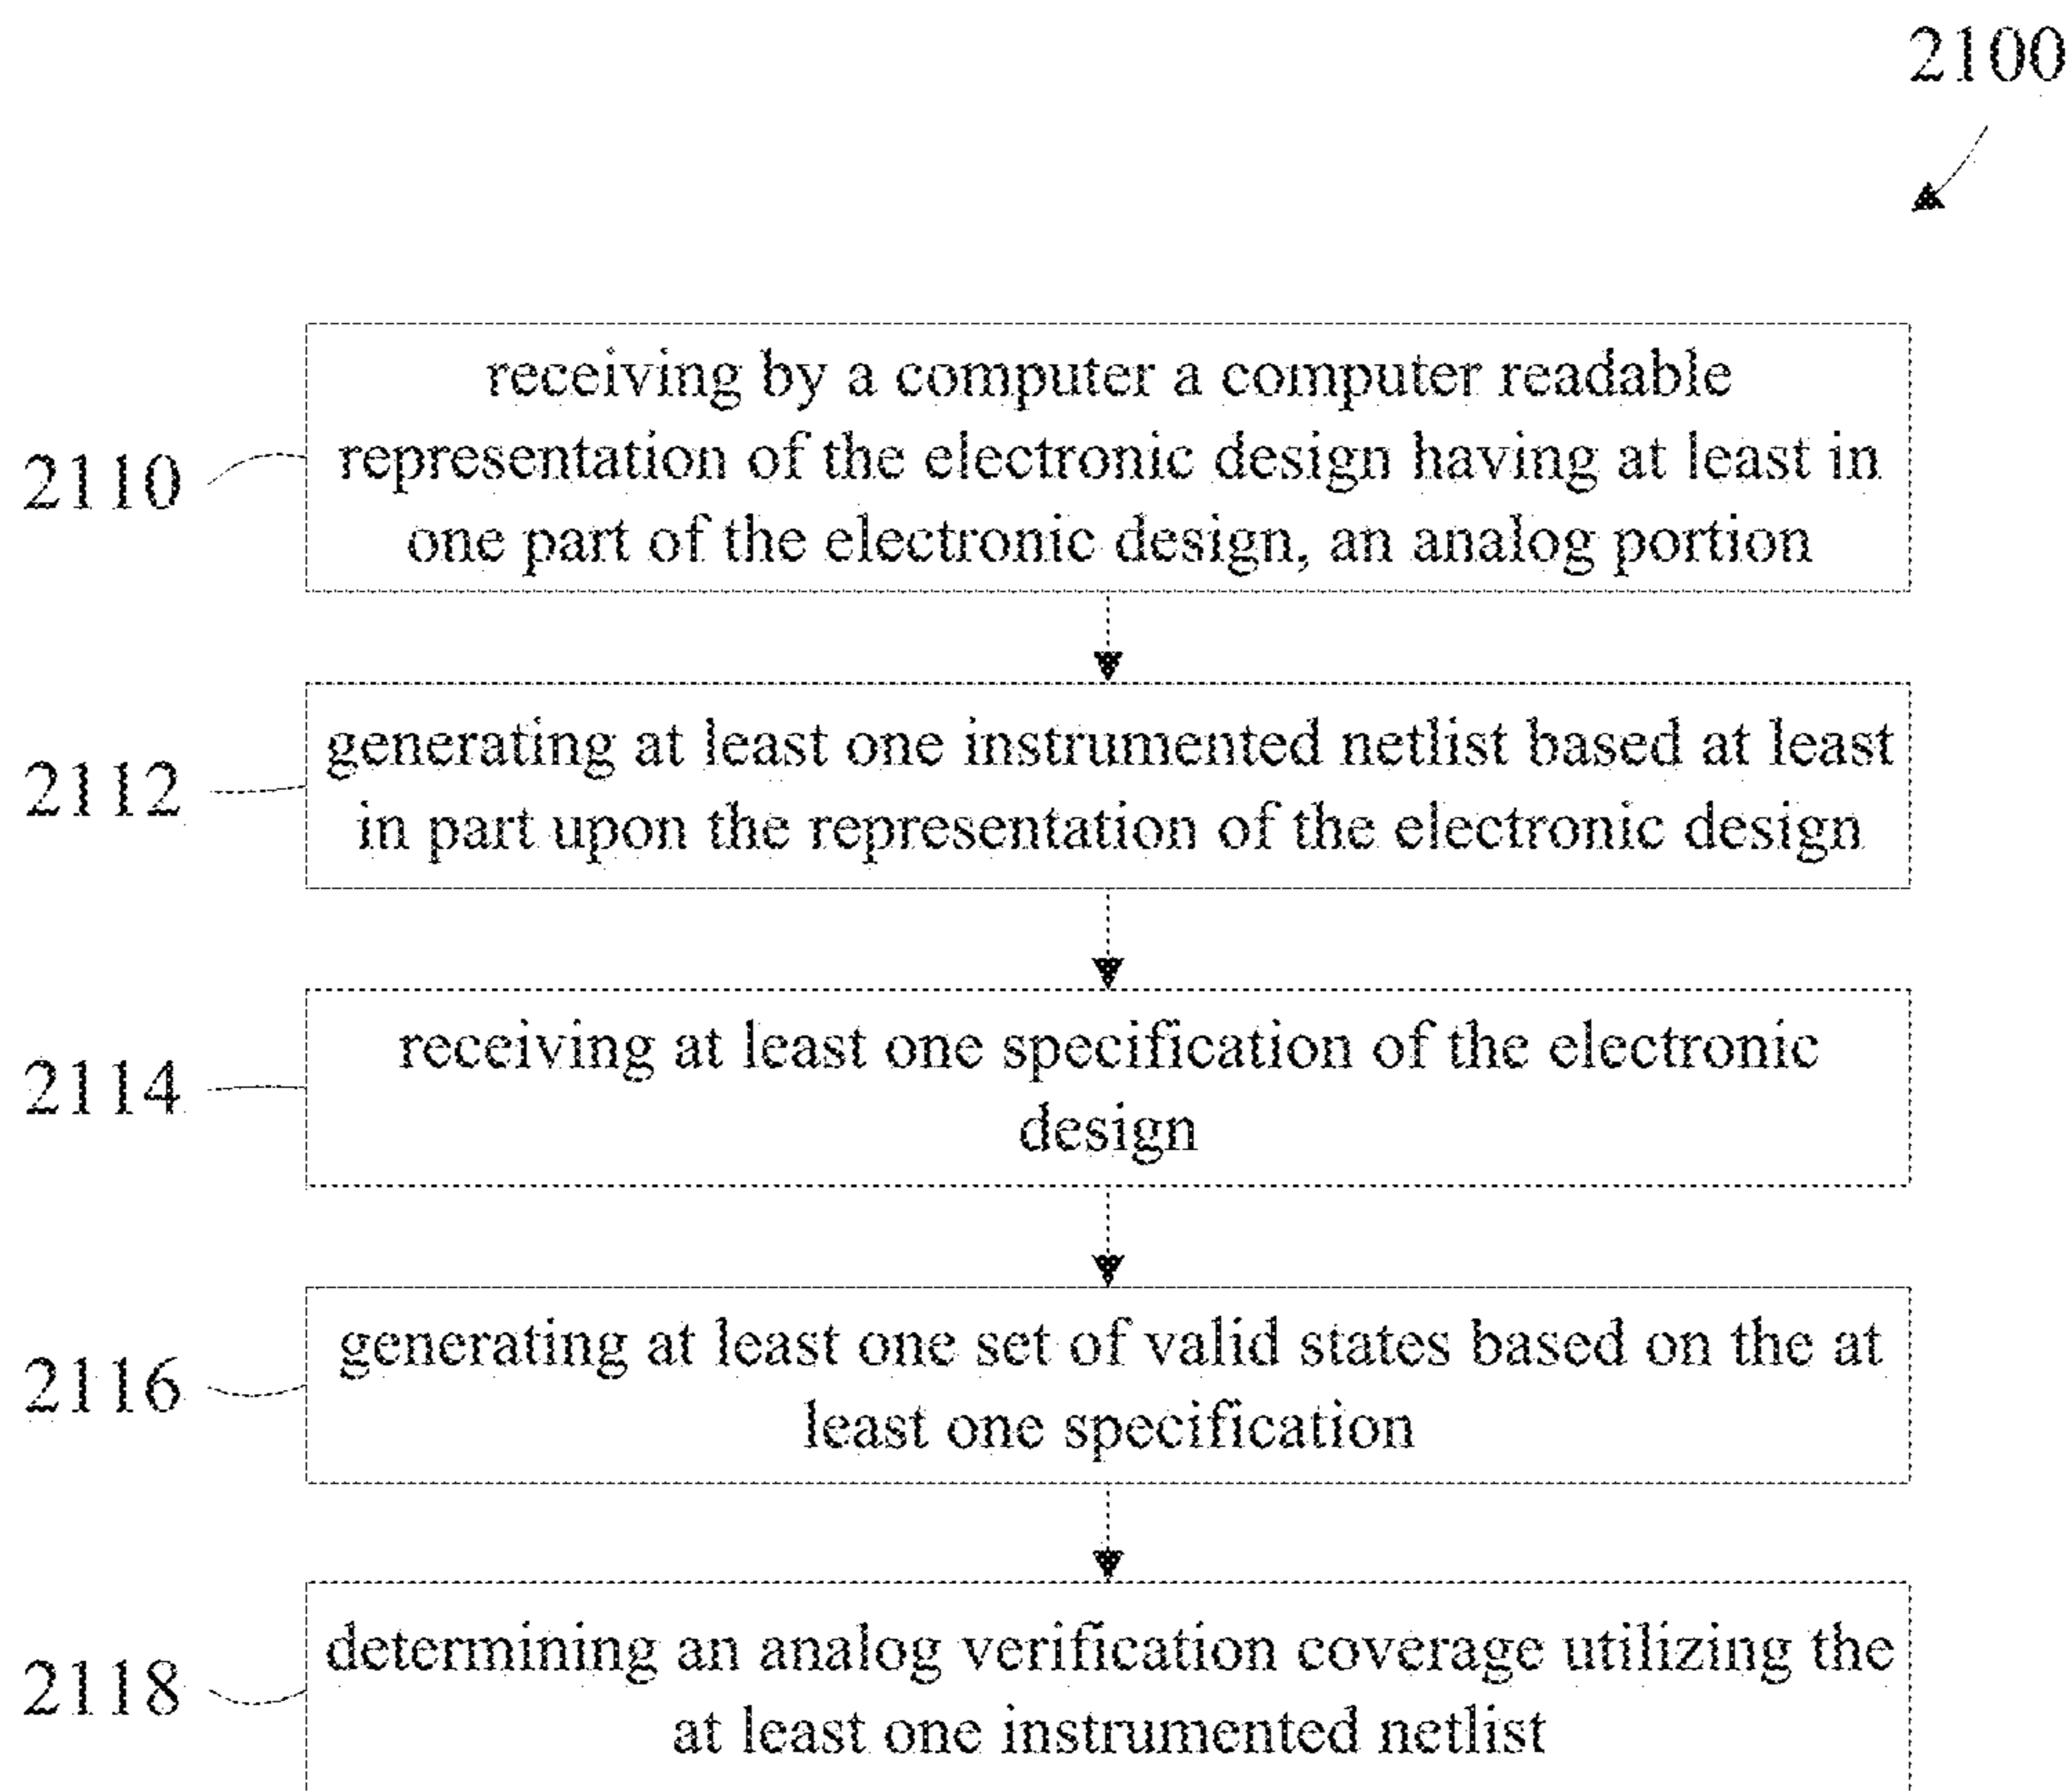 2100
receiving by a computer a computer readable
2110
representation of the electronic design having at least in
one part of the electronic design, an analog portion
generating at least one instrumented netlist based at least
2112
in part upon the representation of the electronic design
receiving at least one specification of the electronic
2114
design
generating at least one set of valid states based on the at
2116
least one specification
determining an analog verification coverage utilizing the
2118
at least one instrumented netlist